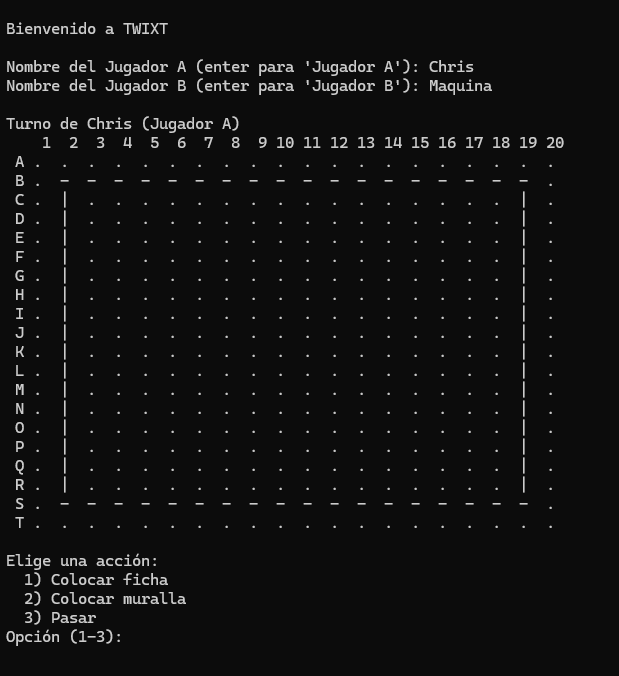 Bienvenido a TWIXT
Nombre del Jugador A (enter para 'Jugador A'): Chris
Nombre del Jugador B (enter para 'Jugador B'): Maquina
Turno de Chris (Jugador A)
    1  2  3  4  5  6  7  8  9 10 11 12 13 14 15 16 17 18 19 20
 A .  .  .  .  .  .  .  .  .  .  .  .  .  .  .  .  .  .  .  .
 B .  -  -  -  -  -  -  -  -  -  -  -  -  -  -  -  -  -  -  .
 C .  |  .  .  .  .  .  .  .  .  .  .  .  .  .  .  .  .  |  .
 D .  |  .  .  .  .  .  .  .  .  .  .  .  .  .  .  .  .  |  .
 E .  |  .  .  .  .  .  .  .  .  .  .  .  .  .  .  .  .  |  .
 F .  |  .  .  .  .  .  .  .  .  .  .  .  .  .  .  .  .  |  .
 G .  |  .  .  .  .  .  .  .  .  .  .  .  .  .  .  .  .  |  .
 H .  |  .  .  .  .  .  .  .  .  .  .  .  .  .  .  .  .  |  .
 I .  |  .  .  .  .  .  .  .  .  .  .  .  .  .  .  .  .  |  .
 J .  |  .  .  .  .  .  .  .  .  .  .  .  .  .  .  .  .  |  .
 K .  |  .  .  .  .  .  .  .  .  .  .  .  .  .  .  .  .  |  .
 L .  |  .  .  .  .  .  .  .  .  .  .  .  .  .  .  .  .  |  .
 M .  |  .  .  .  .  .  .  .  .  .  .  .  .  .  .  .  .  |  .
 N .  |  .  .  .  .  .  .  .  .  .  .  .  .  .  .  .  .  |  .
 O .  |  .  .  .  .  .  .  .  .  .  .  .  .  .  .  .  .  |  .
 P .  |  .  .  .  .  .  .  .  .  .  .  .  .  .  .  .  .  |  .
 Q .  |  .  .  .  .  .  .  .  .  .  .  .  .  .  .  .  .  |  .
 R .  |  .  .  .  .  .  .  .  .  .  .  .  .  .  .  .  .  |  .
 S .  -  -  -  -  -  -  -  -  -  -  -  -  -  -  -  -  -  -  .
 T .  .  .  .  .  .  .  .  .  .  .  .  .  .  .  .  .  .  .  .
Elige una acción:
  1) Colocar ficha
  2) Colocar muralla
  3) Pasar
Opción (1-3):